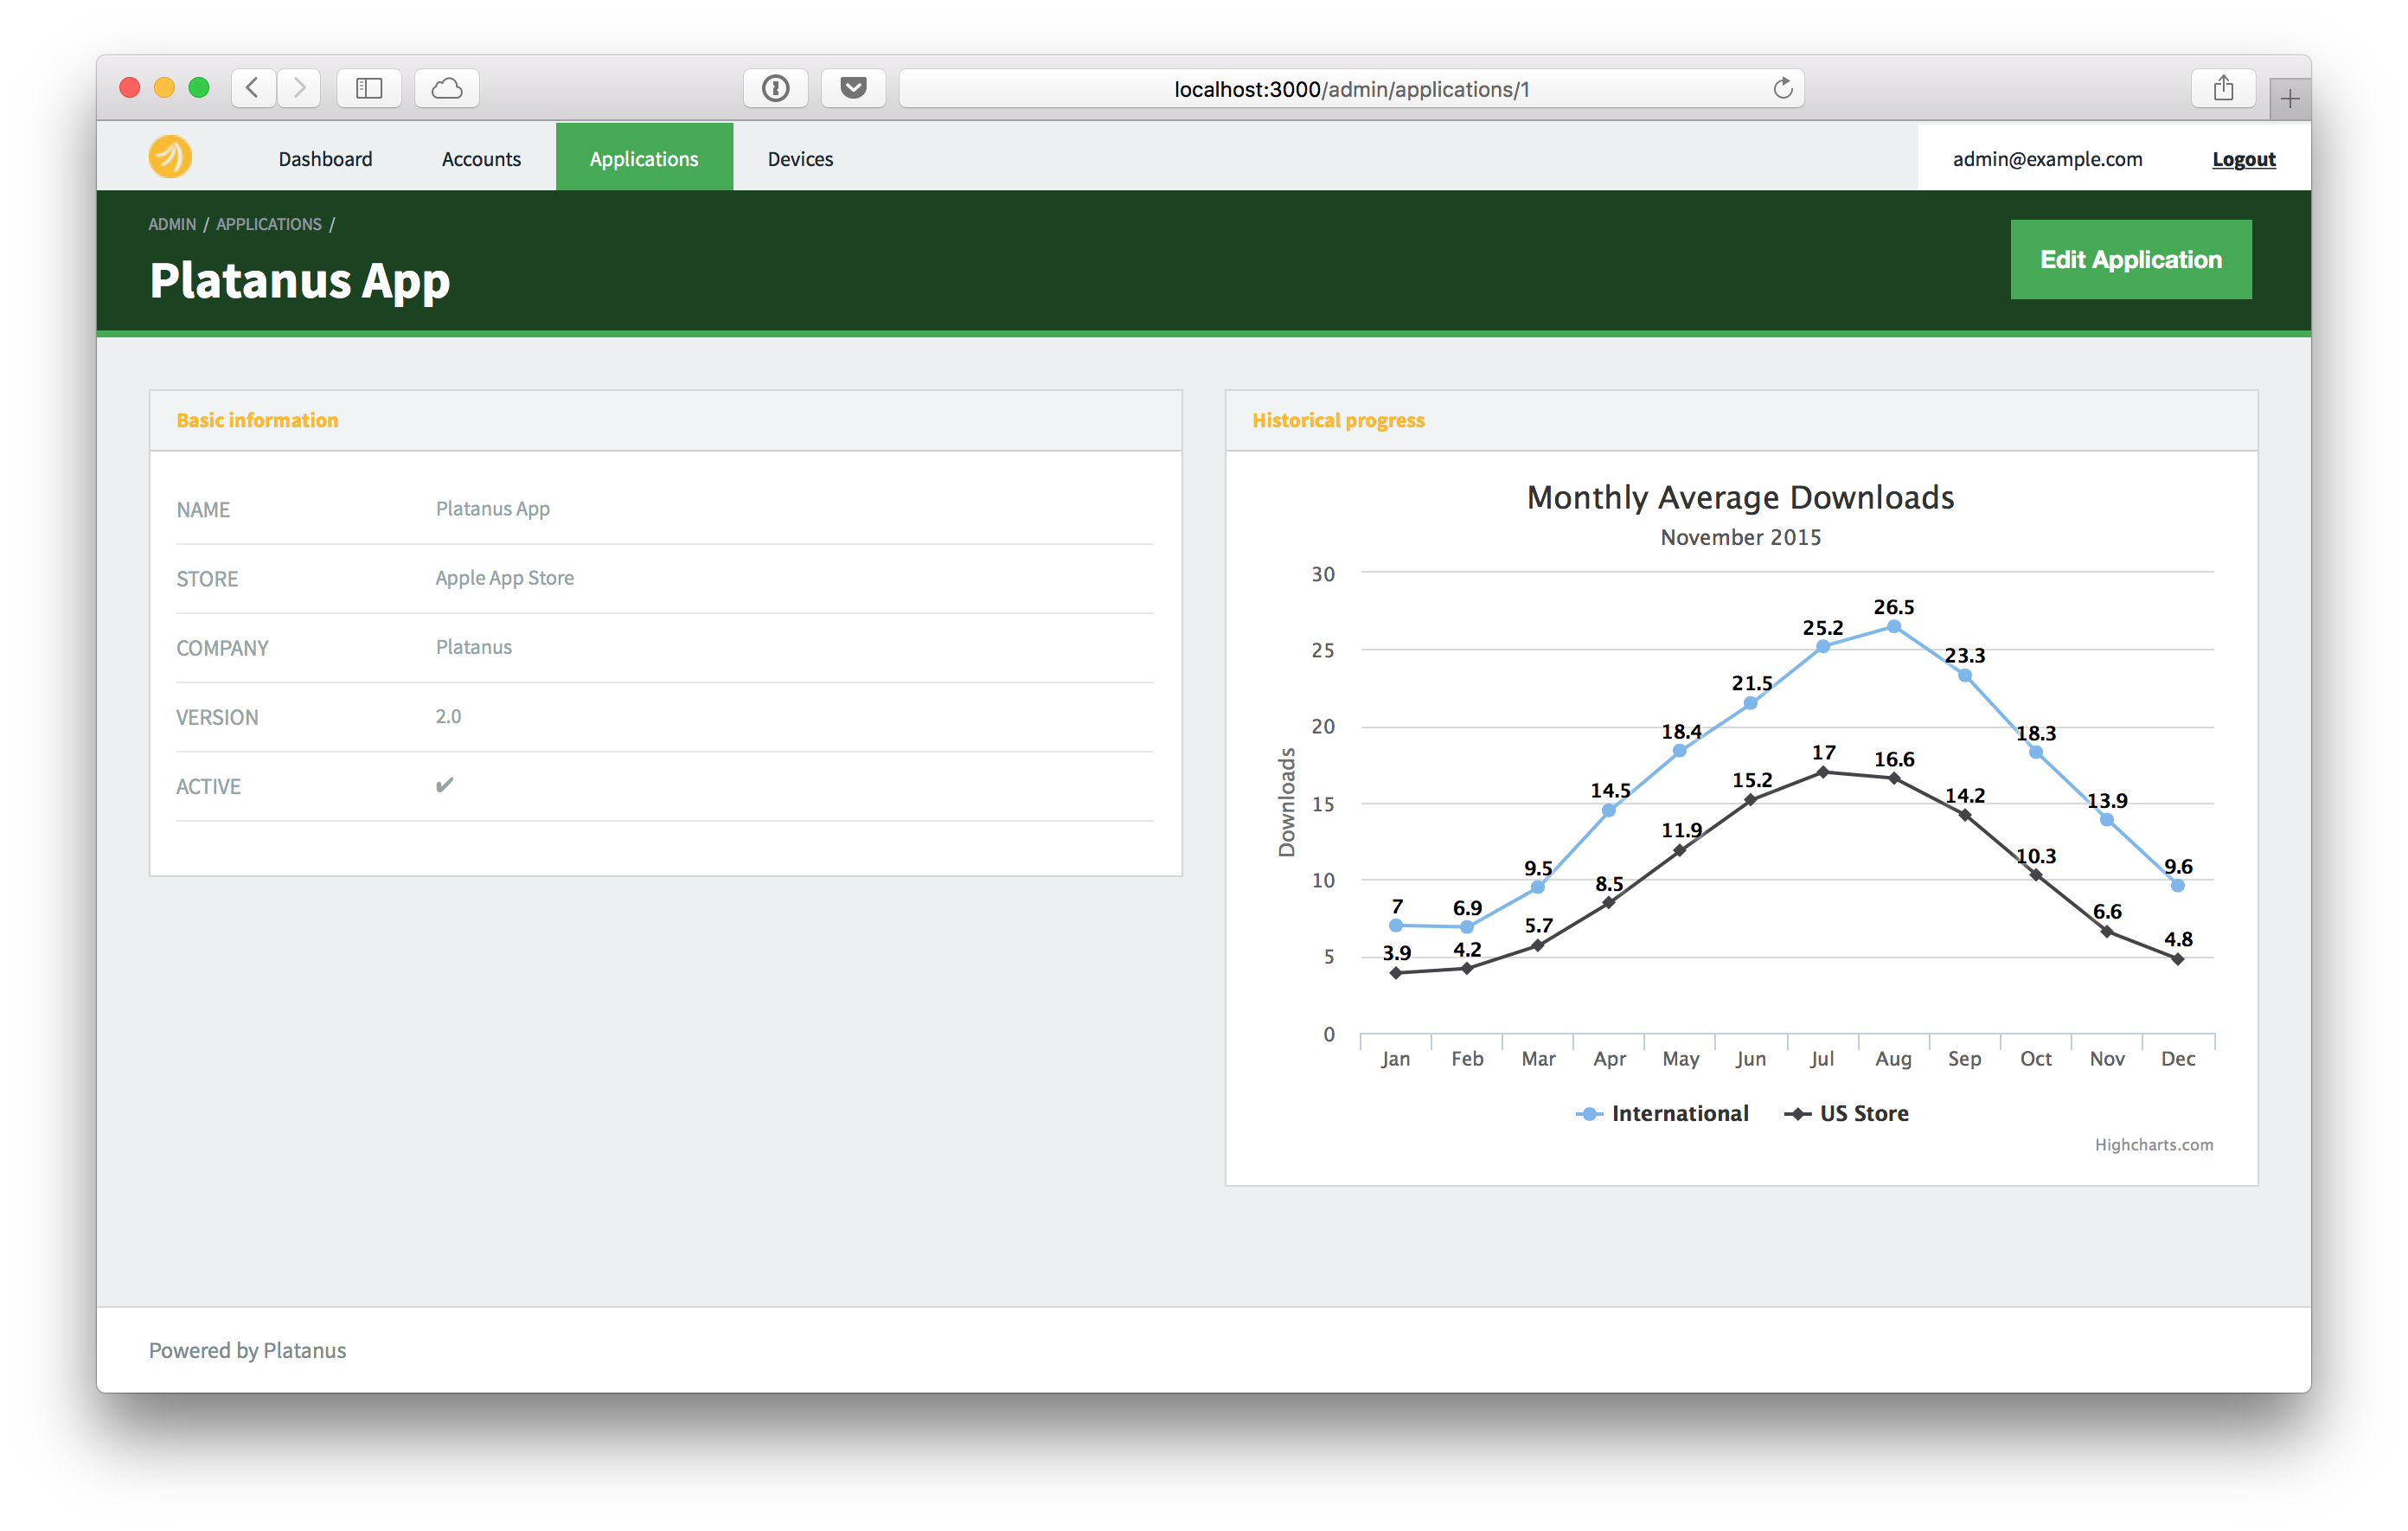 localhost:3000/admin/applications/1
Dashboard Accounts Applications Devices admin@example.com Logout
ADMIN / APPLICATIONS /
Platanus App
Edit Application
Basic information
NAME Platanus App
STORE Apple App Store
COMPANY Platanus
VERSION 2.0
ACTIVE ✔
Historical progress
Monthly Average Downloads
November 2015
Downloads
30
25
20
15
10
5
0
7 6.9 9.5 14.5 18.4 21.5 25.2 26.5 23.3 18.3 13.9 9.6
3.9 4.2 5.7 8.5 11.9 15.2 17 16.6 14.2 10.3 6.6 4.8
Jan Feb Mar Apr May Jun Jul Aug Sep Oct Nov Dec
International US Store
Highcharts.com
Powered by Platanus